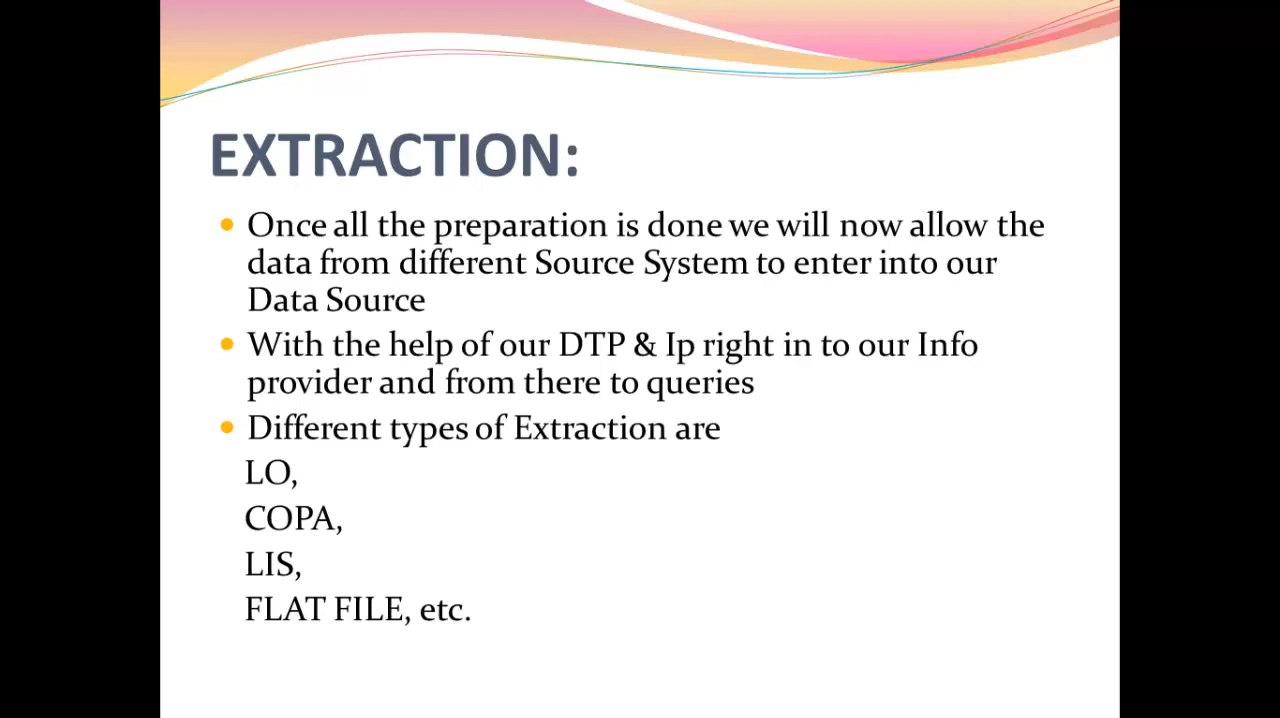 EXTRACTION:
Once all the preparation is done we will now allow the
data from different Source System to enter into our
Data Source
With the help of our DTP & Ip right in to our Info
provider and from there to queries
Different types of Extraction are
LO,
COPA,
LIS,
FLAT FILE, etc.